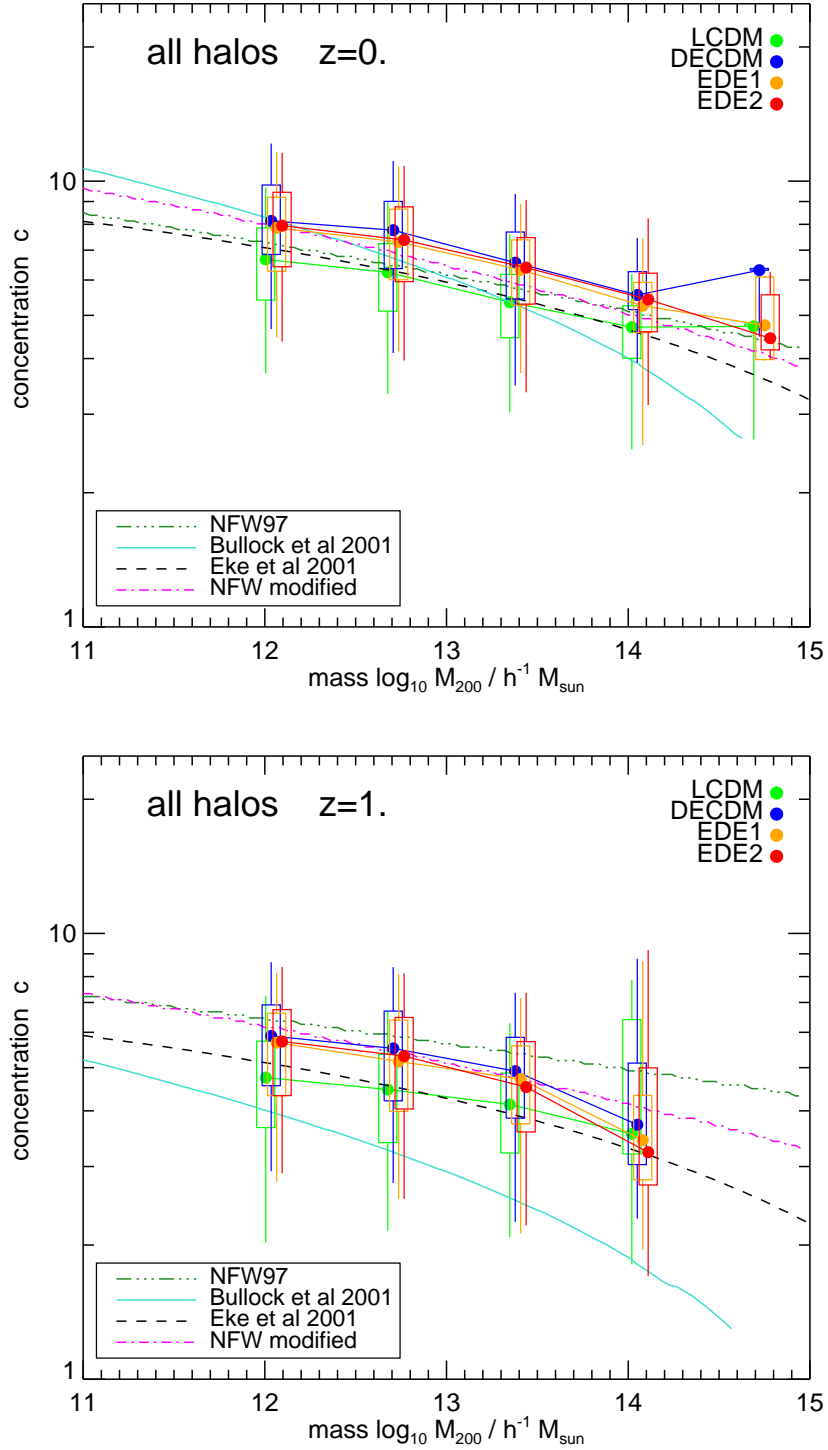 all halos z=0.
LCDM
DECDM
EDE1
EDE2
10
1
concentration c
NFW97
Bullock et al 2001
Eke et al 2001
NFW modified
11 12 13 14 15
mass log10 M200 / h-1 Msun
all halos z=1.
LCDM
DECDM
EDE1
EDE2
10
1
concentration c
NFW97
Bullock et al 2001
Eke et al 2001
NFW modified
11 12 13 14 15
mass log10 M200 / h-1 Msun